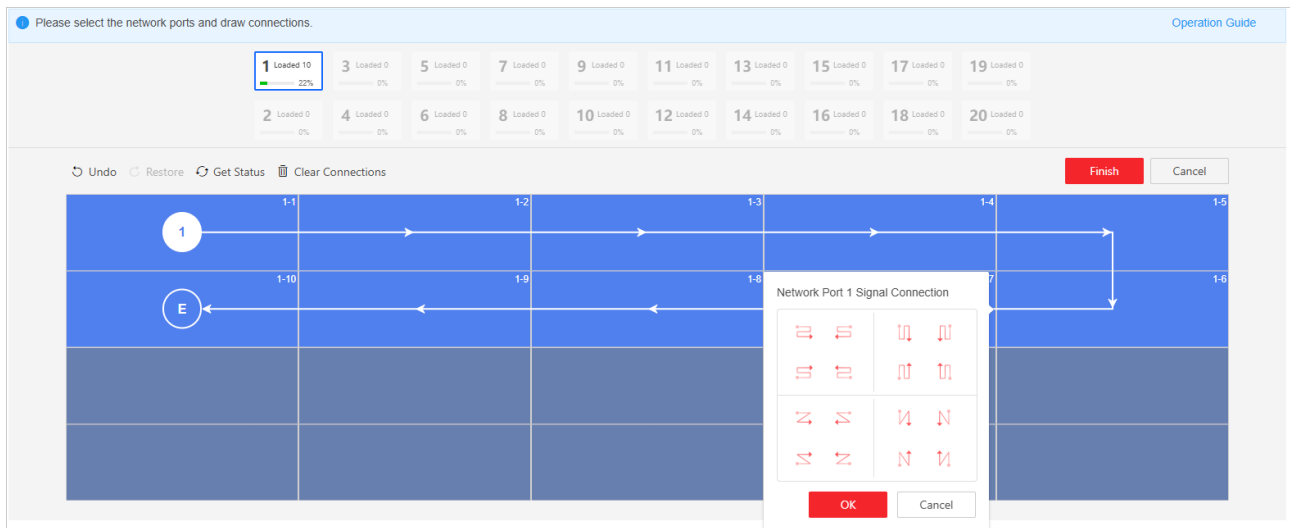 Please select the network ports and draw connections. Operation Guide
1 Loaded 10 3 Loaded 0 5 Loaded 0 7 Loaded 0 9 Loaded 0 11 Loaded 0 13 Loaded 0 15 Loaded 0 17 Loaded 0 19 Loaded 0
22% 0% 0% 0% 0% 0% 0% 0% 0% 0%
2 Loaded 0 4 Loaded 0 6 Loaded 0 8 Loaded 0 10 Loaded 0 12 Loaded 0 14 Loaded 0 16 Loaded 0 18 Loaded 0 20 Loaded 0
0% 0% 0% 0% 0% 0% 0% 0% 0% 0%
Undo Restore Get Status Clear Connections Finish Cancel
1-1 1-2 1-3 1-4 1-5
1
1-10 1-9 1-8 7 1-6
Network Port 1 Signal Connection
E
OK Cancel